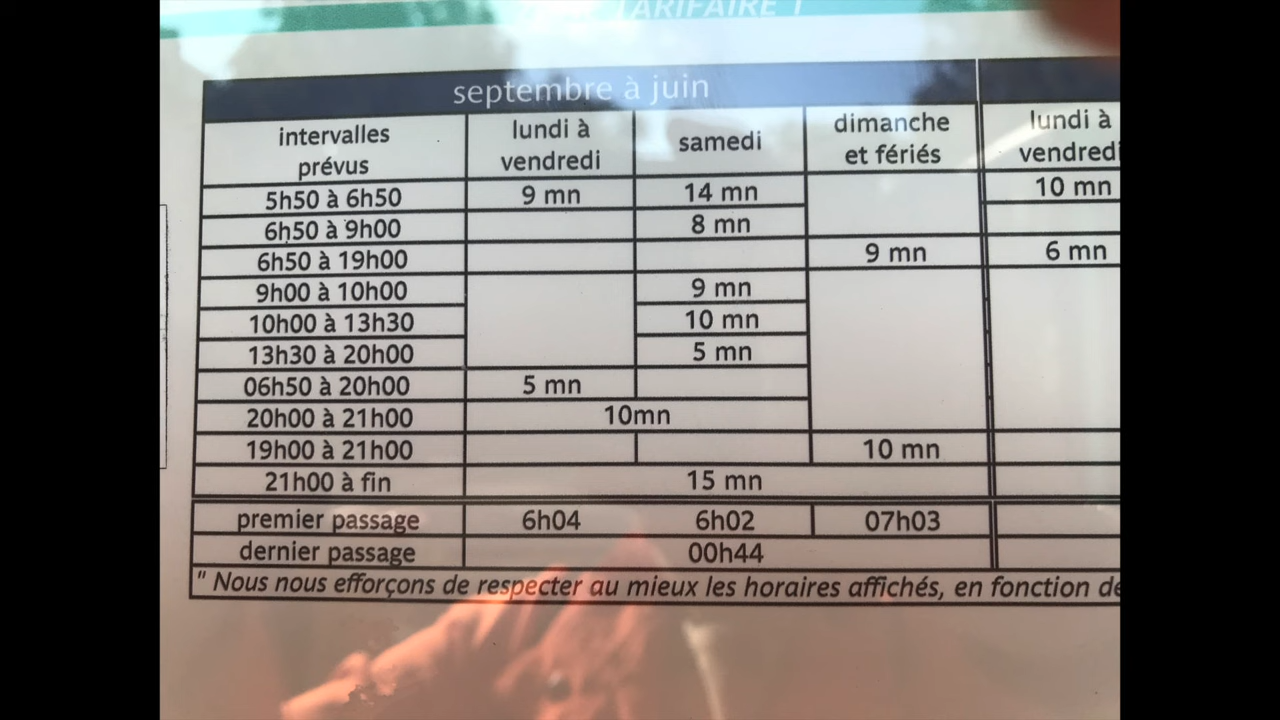 TARIFAIRE 1
septembre à juin
intervalles prévus lundi à vendredi samedi dimanche et fériés lundi à vendredi
5h50 à 6h50 9 mn 14 mn 10 mn
6h50 à 9h00 8 mn
6h50 à 19h00 9 mn 6 mn
9h00 à 10h00 9 mn
10h00 à 13h30 10 mn
13h30 à 20h00 5 mn
06h50 à 20h00 5 mn
20h00 à 21h00 10mn
19h00 à 21h00 10 mn
21h00 à fin 15 mn
premier passage 6h04 6h02 07h03
dernier passage 00h44
" Nous nous efforçons de respecter au mieux les horaires affichés, en fonction de